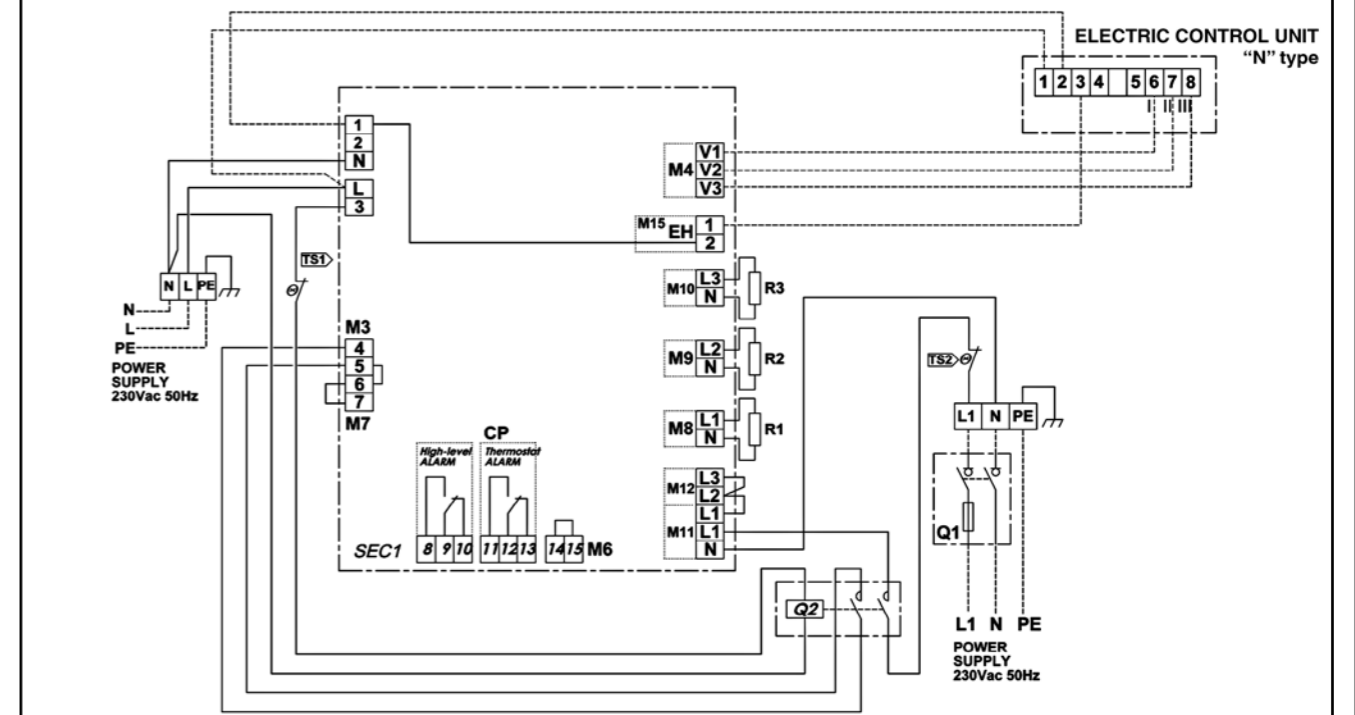 ELECTRIC CONTROL UNIT
“N” type
1 2 3 4 5 6 7 8
I II III
1
2
N
L
3
TS1
N L PE
N
L
PE
POWER
SUPPLY
230Vac 50Hz
M3
4
5
6
7
M7
M4
V1
V2
V3
M15 EH
1
2
M10
L3
N
R3
M9
L2
N
R2
M8
L1
N
R1
M12
L3
L2
L1
M11
L1
N
CP
High-level
ALARM
Thermostat
ALARM
SEC1
8 9 10
11 12 13
14 15 M6
Q2
TS2
L1 N PE
Q1
L1 N PE
POWER
SUPPLY
230Vac 50Hz